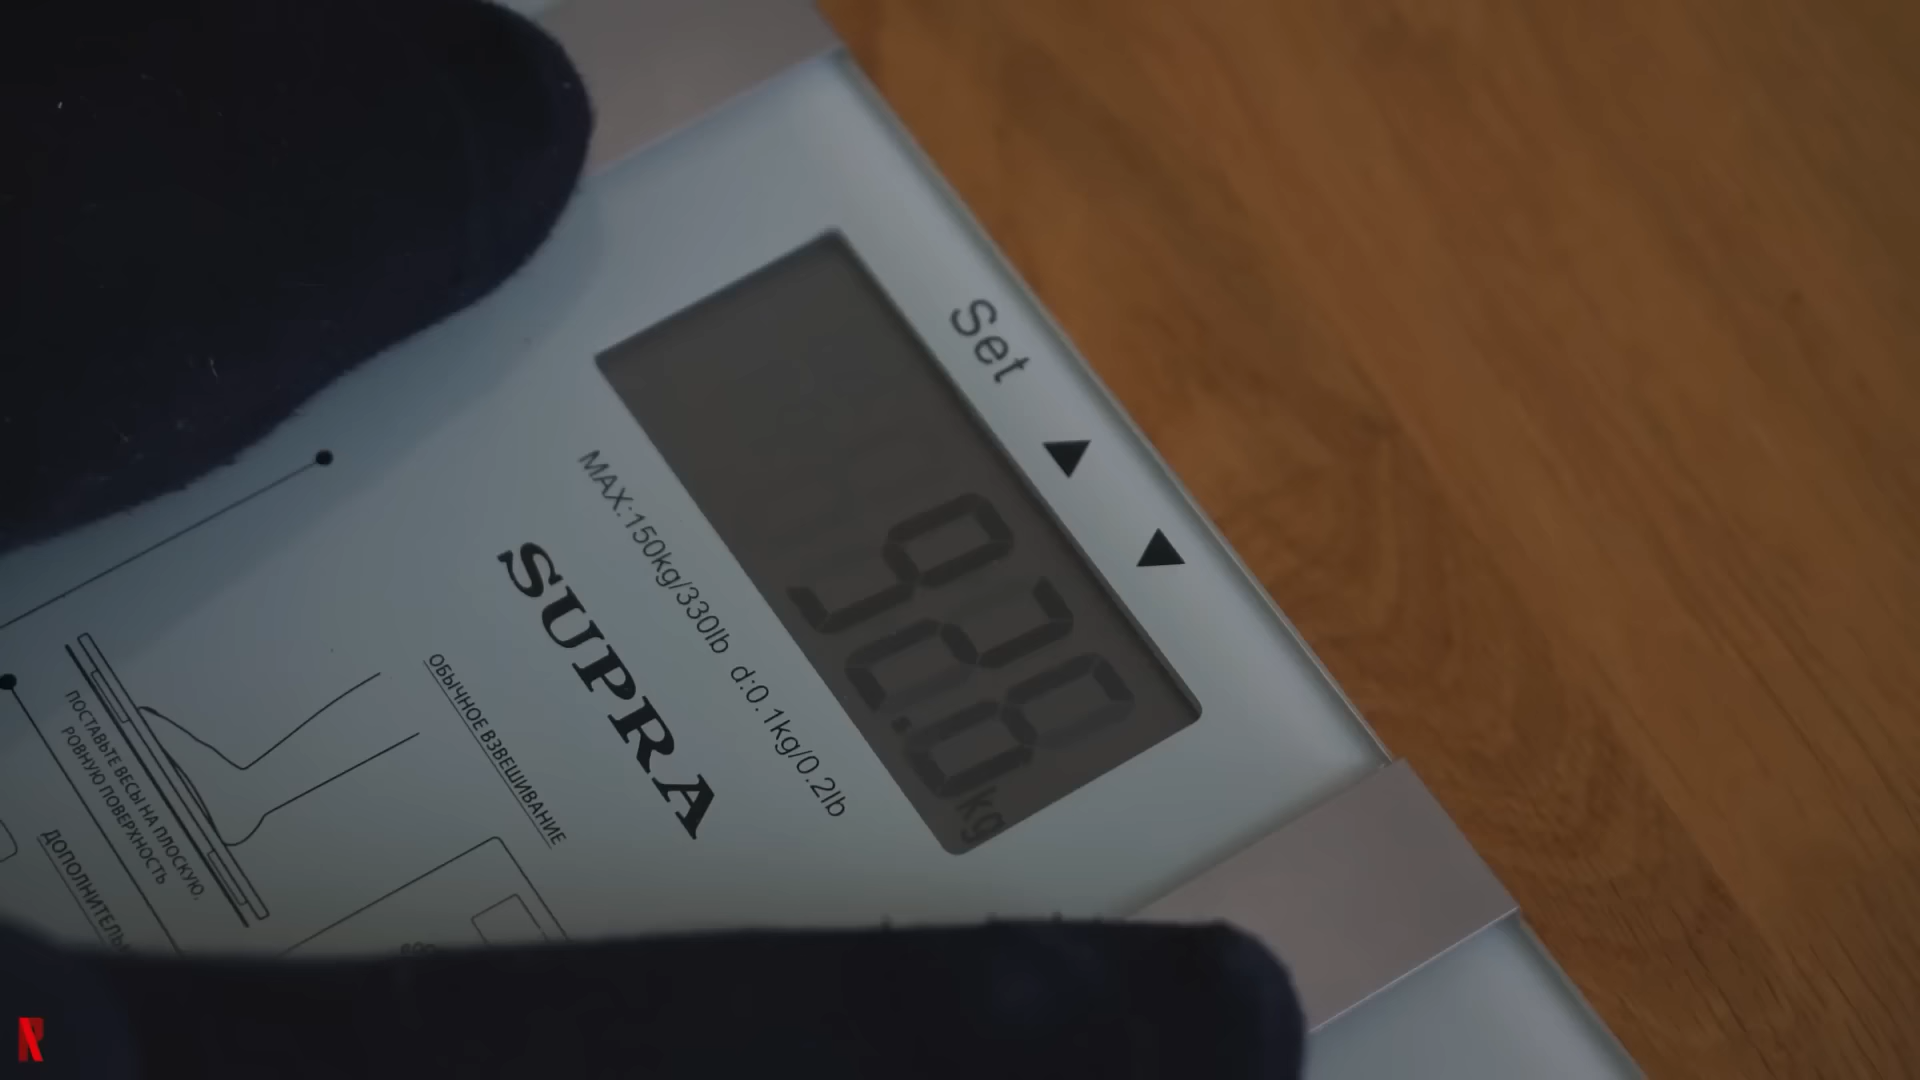 Set ▲ ▼
92.8 kg
MAX:150kg/330lb d:0.1kg/0.2lb
SUPRA
ОБЫЧНОЕ ВЗВЕШИВАНИЕ
ПОСТАВЬТЕ ВЕСЫ НА ПЛОСКУЮ,
РОВНУЮ ПОВЕРХНОСТЬ